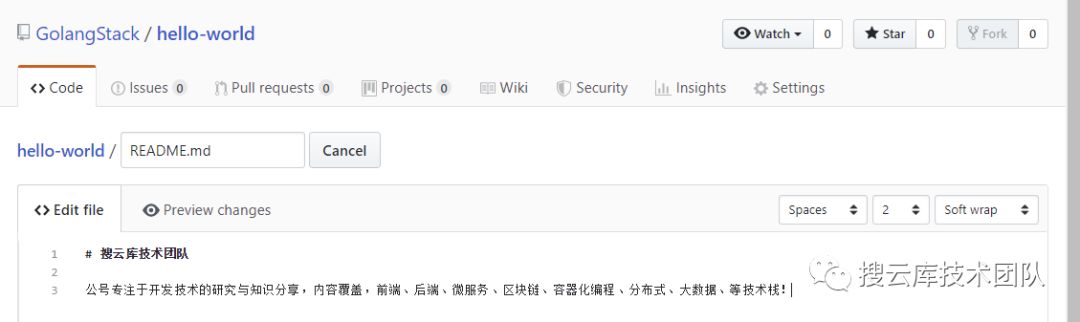 GolangStack / hello-world
Watch 0 Star 0 Fork 0
Code Issues 0 Pull requests 0 Projects 0 Wiki Security Insights Settings
hello-world / README.md Cancel
Edit file Preview changes Spaces 2 Soft wrap
1 # 搜云库技术团队
2
3 公号专注于开发技术的研究与知识分享，内容覆盖，前端、后端、微服务、区块链、容器化编程、分布式、大数据、等技术栈！
搜云库技术团队